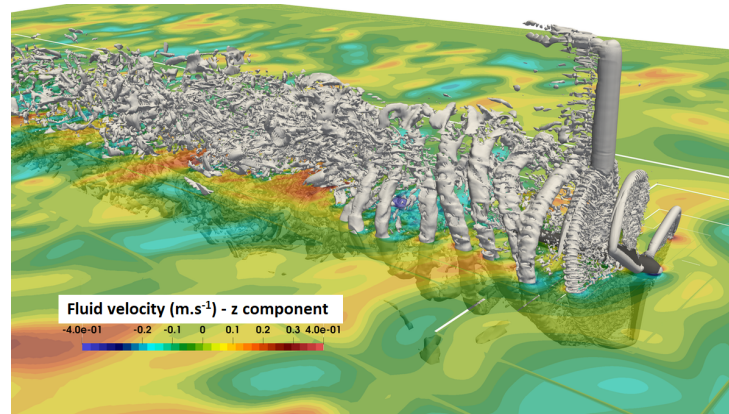 Fluid velocity (m.s⁻¹) - z component
-4.0e-01 -0.2 -0.1 0 0.1 0.2 0.3 4.0e-01